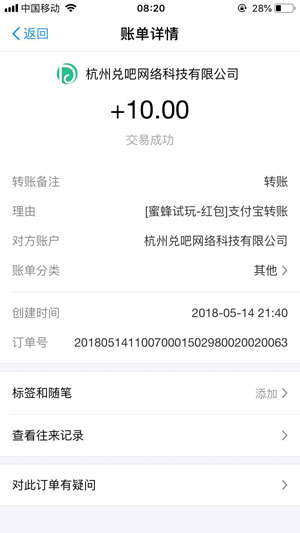 中国移动 08:20 28%
返回 账单详情
杭州兑吧网络科技有限公司
+10.00
交易成功
转账备注 转账
理由 [蜜蜂试玩-红包]支付宝转账
对方账户 杭州兑吧网络科技有限公司
账单分类 其他
创建时间 2018-05-14 21:40
订单号 20180514110070001502980020020063
标签和随笔 添加
查看往来记录
对此订单有疑问